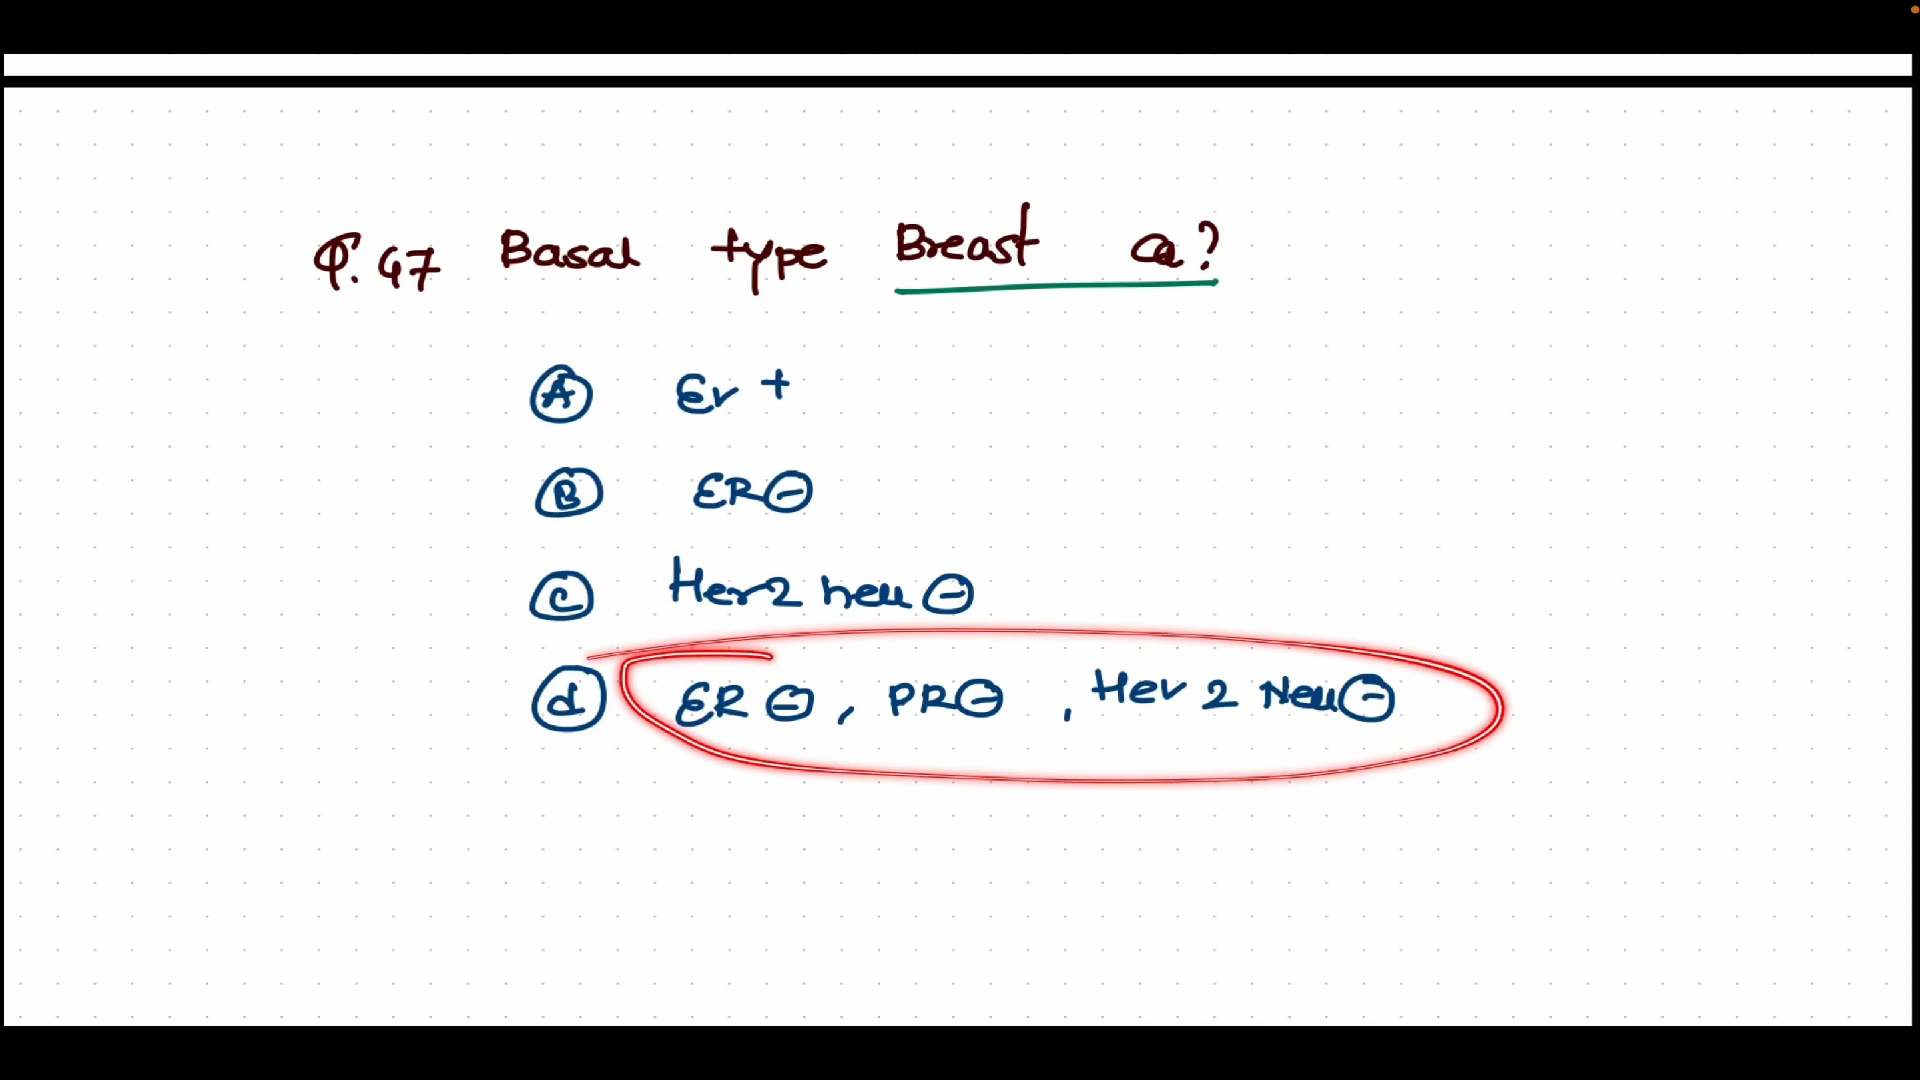 Q. 47 Basal type Breast Ca?
A Er +
B ER ⊖
C Her2 neu ⊖
d ER ⊖, PR ⊖, Her 2 Neu ⊖